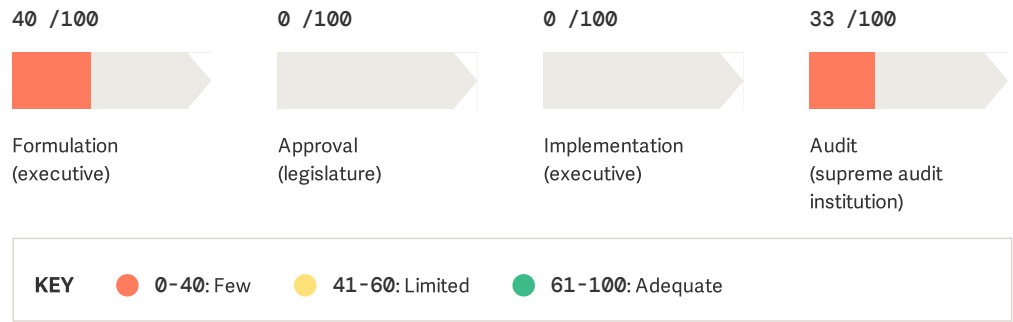 40 /100
0 /100
0 /100
33 /100
Formulation
(executive)
Approval
(legislature)
Implementation
(executive)
Audit
(supreme audit
institution)
KEY 0-40: Few 41-60: Limited 61-100: Adequate